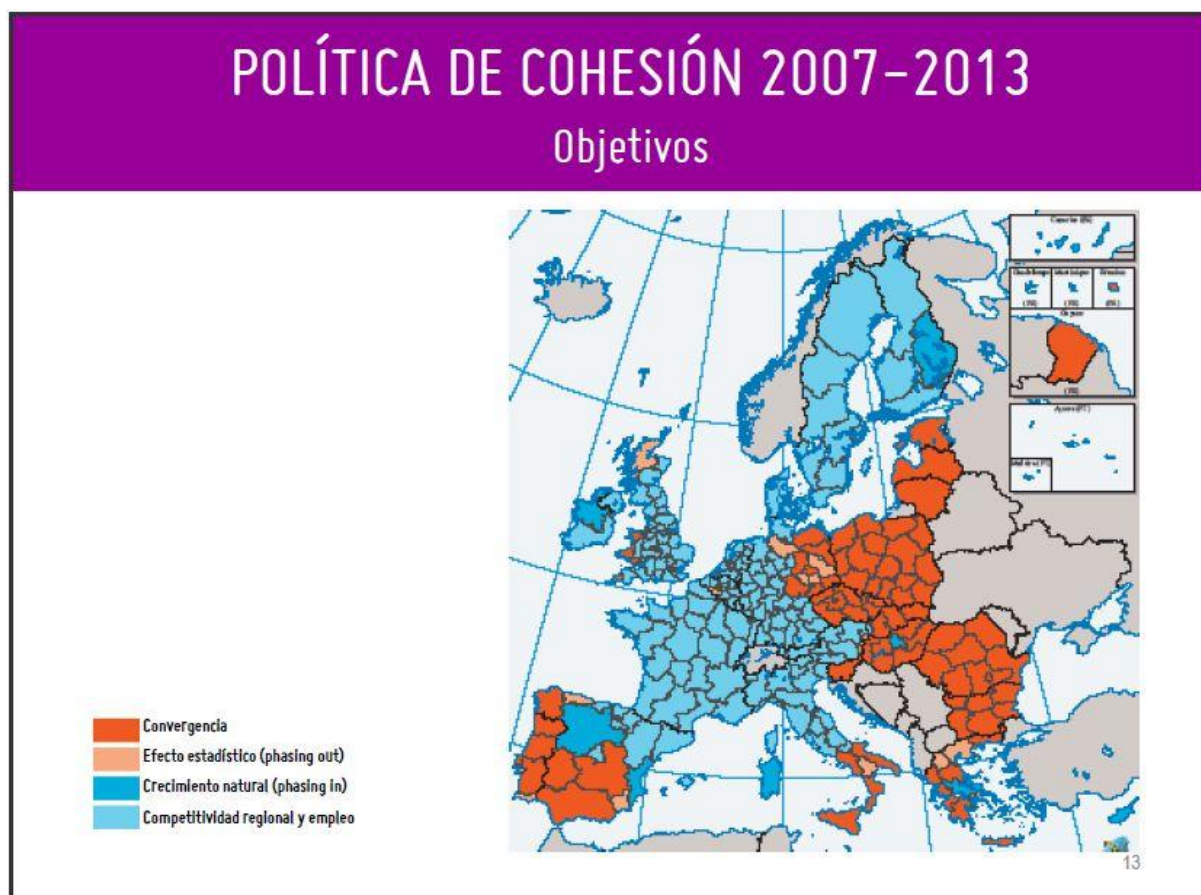 POLÍTICA DE COHESIÓN 2007-2013
Objetivos
Convergencia
Efecto estadístico (phasing out)
Crecimiento natural (phasing in)
Competitividad regional y empleo
13